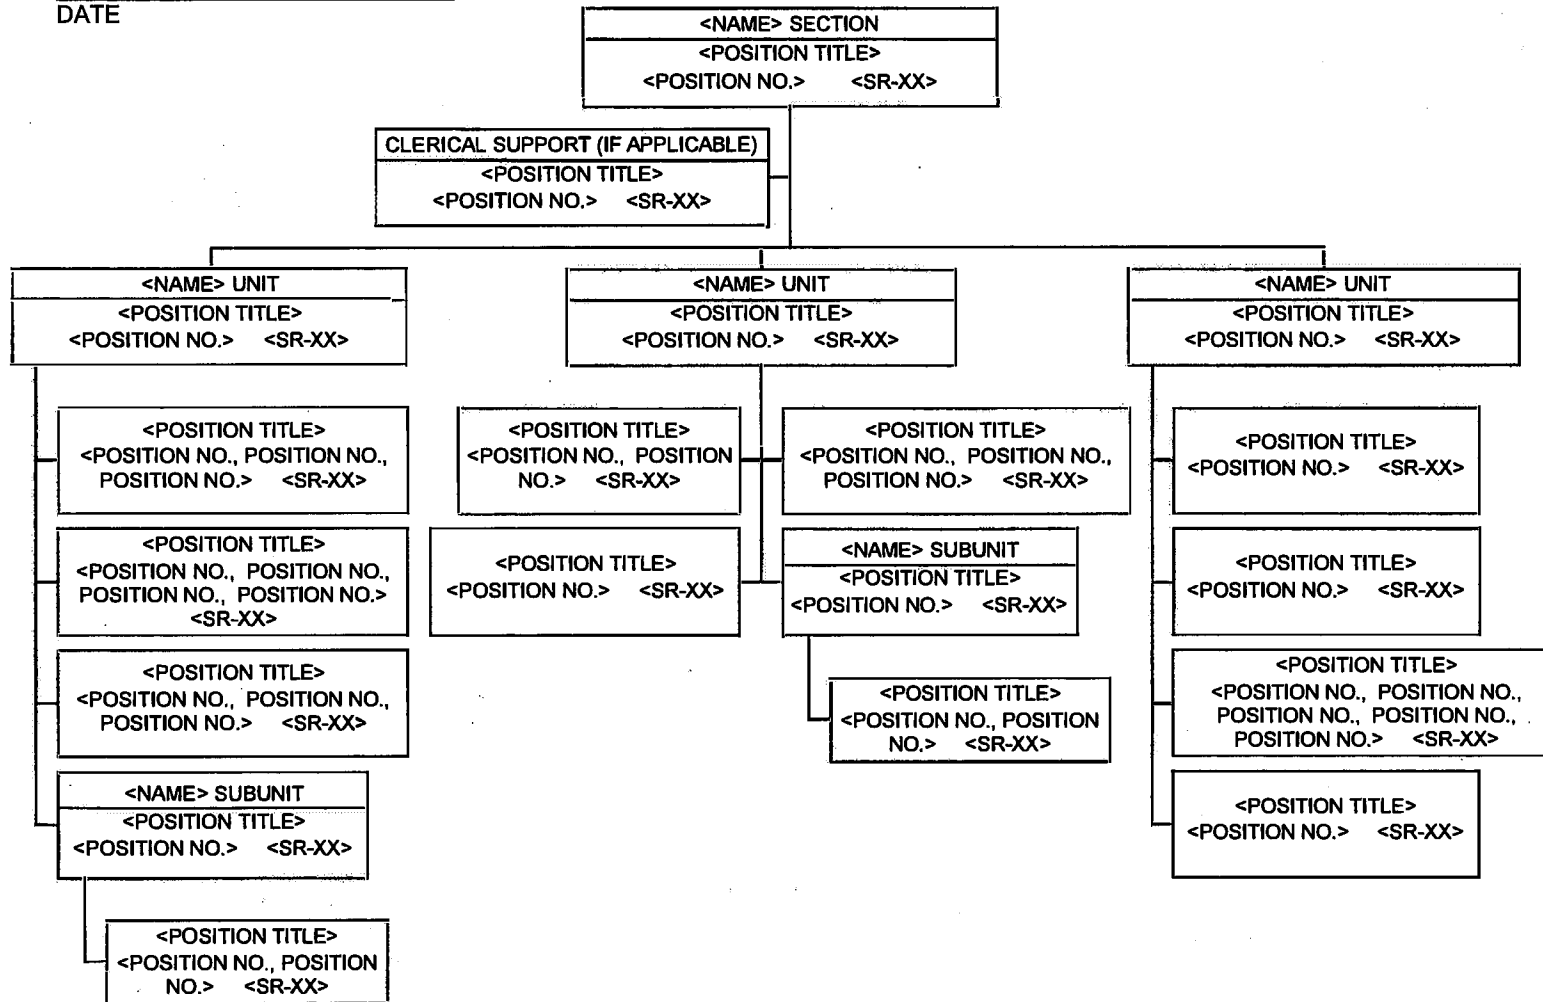 DATE
<NAME> SECTION
<POSITION TITLE>
<POSITION NO.> <SR-XX>
CLERICAL SUPPORT (IF APPLICABLE)
<POSITION TITLE>
<POSITION NO.> <SR-XX>
<NAME> UNIT
<POSITION TITLE>
<POSITION NO.> <SR-XX>
<POSITION TITLE>
<POSITION NO., POSITION NO.,
POSITION NO.> <SR-XX>
<POSITION TITLE>
<POSITION NO., POSITION NO.,
POSITION NO., POSITION NO.>
<SR-XX>
<POSITION TITLE>
<POSITION NO., POSITION NO.,
POSITION NO.> <SR-XX>
<NAME> SUBUNIT
<POSITION TITLE>
<POSITION NO.> <SR-XX>
<POSITION TITLE>
<POSITION NO., POSITION
NO.> <SR-XX>
<NAME> UNIT
<POSITION TITLE>
<POSITION NO.> <SR-XX>
<POSITION TITLE>
<POSITION NO., POSITION
NO.> <SR-XX>
<POSITION TITLE>
<POSITION NO., POSITION NO.,
POSITION NO.> <SR-XX>
<POSITION TITLE>
<POSITION NO.> <SR-XX>
<NAME> SUBUNIT
<POSITION TITLE>
<POSITION NO.> <SR-XX>
<POSITION TITLE>
<POSITION NO., POSITION
NO.> <SR-XX>
<NAME> UNIT
<POSITION TITLE>
<POSITION NO.> <SR-XX>
<POSITION TITLE>
<POSITION NO.> <SR-XX>
<POSITION TITLE>
<POSITION NO.> <SR-XX>
<POSITION TITLE>
<POSITION NO., POSITION NO.,
POSITION NO., POSITION NO.,
POSITION NO.> <SR-XX>
<POSITION TITLE>
<POSITION NO.> <SR-XX>